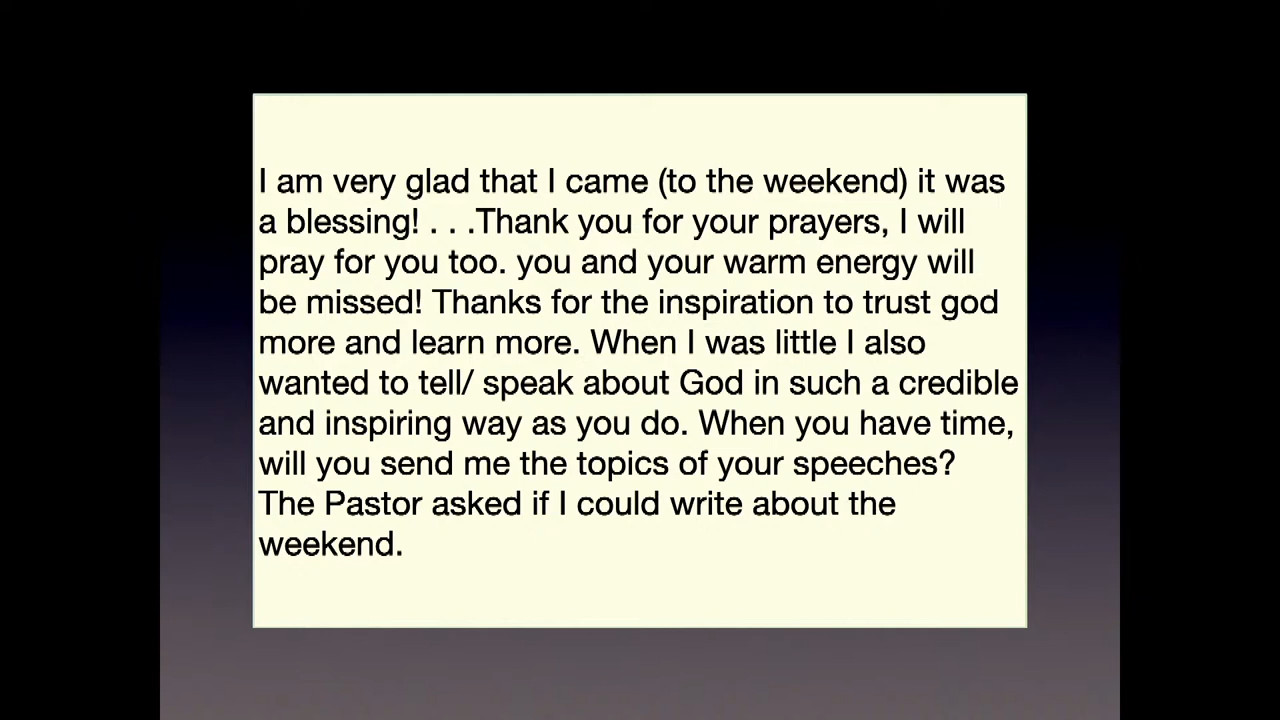 I am very glad that I came (to the weekend) it was
a blessing! . . .Thank you for your prayers, I will
pray for you too. you and your warm energy will
be missed! Thanks for the inspiration to trust god
more and learn more. When I was little I also
wanted to tell/ speak about God in such a credible
and inspiring way as you do. When you have time,
will you send me the topics of your speeches?
The Pastor asked if I could write about the
weekend.